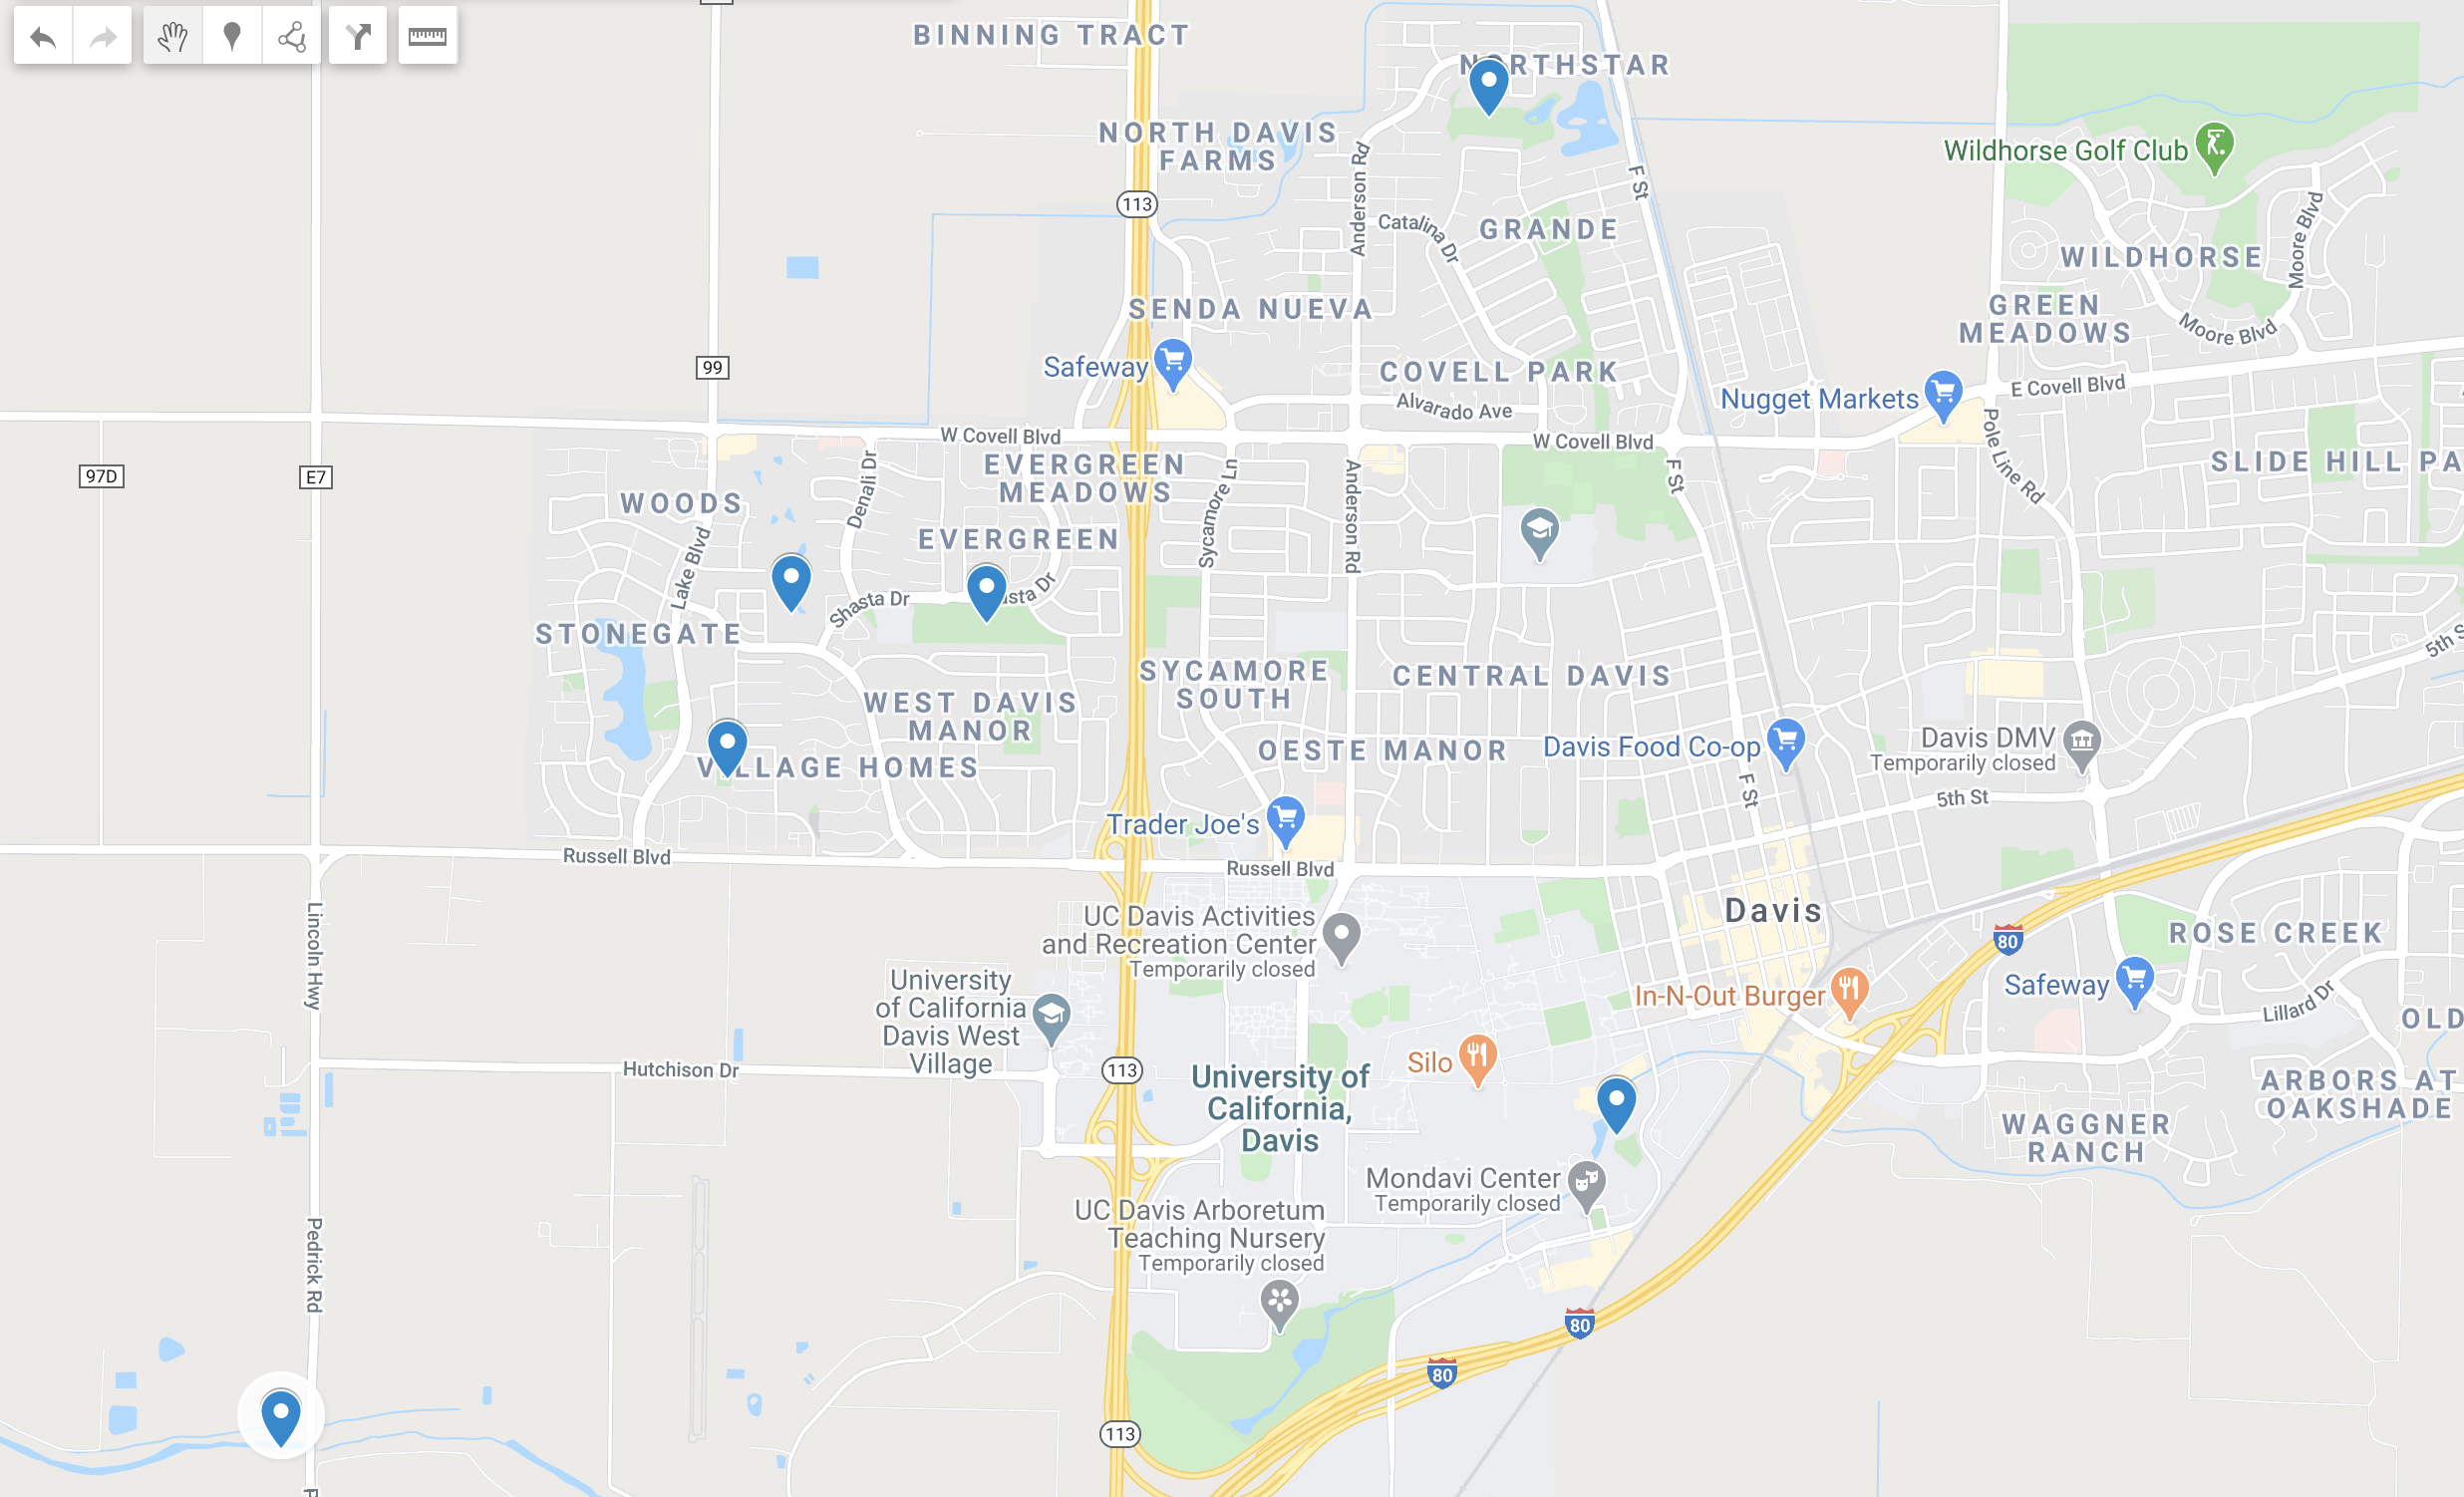 BINNING TRACT
NORTHSTAR
NORTH DAVIS
FARMS
Anderson Rd
F St
Wildhorse Golf Club
113
Catalina Dr
GRANDE
Moore Blvd
WILDHORSE
SENDA NUEVA
GREEN
MEADOWS
Moore Blvd
Safeway
99
COVELL PARK
Alvarado Ave
Nugget Markets
E Covell Blvd
W Covell Blvd
W Covell Blvd
Pole Line Rd
97D
E7
EVERGREEN
MEADOWS
Denali Dr
Sycamore Ln
Anderson Rd
F St
SLIDE HILL PA
WOODS
EVERGREEN
Lake Blvd
Shasta Dr
asta Dr
STONEGATE
5th S
SYCAMORE
SOUTH
CENTRAL DAVIS
WEST DAVIS
MANOR
OESTE MANOR
Davis Food Co-op
Davis DMV
Temporarily closed
VILLAGE HOMES
F St
5th St
Trader Joe's
Russell Blvd
Russell Blvd
Lincoln Hwy
UC Davis Activities
and Recreation Center
Temporarily closed
Davis
80
ROSE CREEK
University
of California
Davis West
Village
In-N-Out Burger
Safeway
Lillard Dr
OLD
Hutchison Dr
113
Silo
University of
California,
Davis
ARBORS AT
OAKSHADE
WAGGNER
RANCH
Mondavi Center
Temporarily closed
UC Davis Arboretum
Teaching Nursery
Temporarily closed
Pedrick Rd
80
80
113